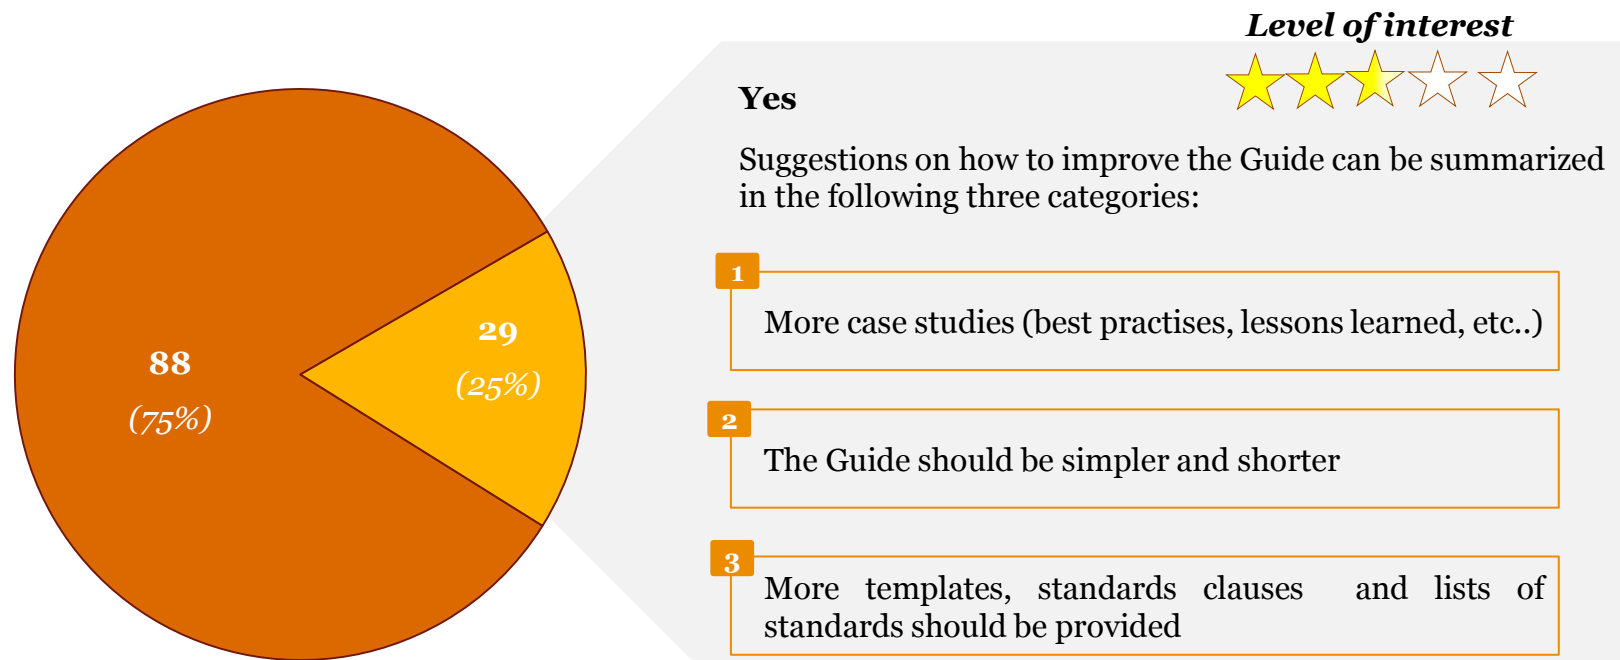 Level of interest
Yes
Suggestions on how to improve the Guide can be summarized
in the following three categories:
1
More case studies (best practises, lessons learned, etc..)
2
The Guide should be simpler and shorter
3
More templates, standards clauses and lists of
standards should be provided
88
(75%)
29
(25%)